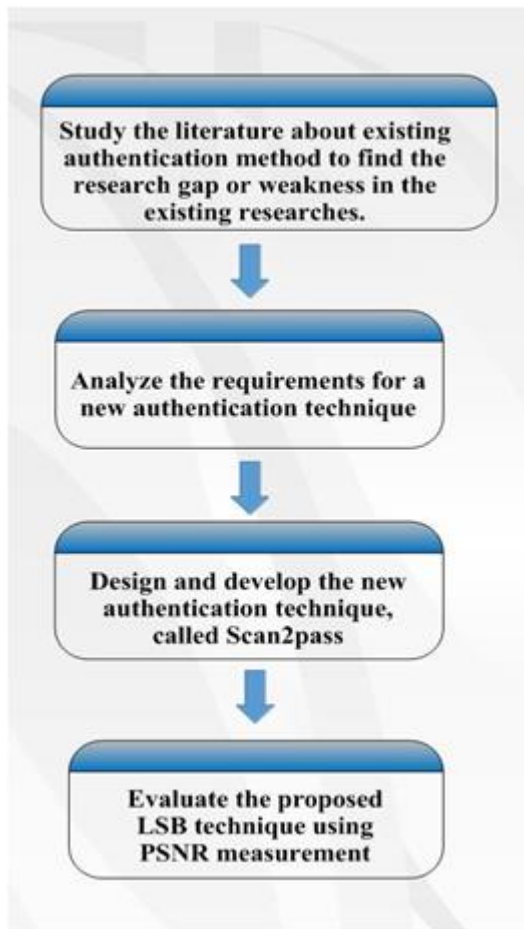 Study the literature about existing
authentication method to find the
research gap or weakness in the
existing researches.
Analyze the requirements for a
new authentication technique
Design and develop the new
authentication technique,
called Scan2pass
Evaluate the proposed
LSB technique using
PSNR measurement